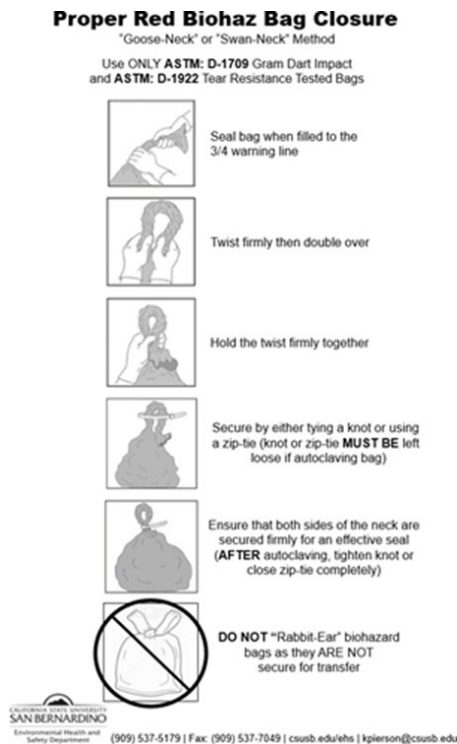 Proper Red Biohaz Bag Closure
"Goose-Neck" or "Swan-Neck" Method
Use ONLY ASTM: D-1709 Gram Dart Impact
and ASTM: D-1922 Tear Resistance Tested Bags
Seal bag when filled to the
3/4 warning line
Twist firmly then double over
Hold the twist firmly together
Secure by either tying a knot or using
a zip-tie (knot or zip-tie MUST BE left
loose if autoclaving bag)
Ensure that both sides of the neck are
secured firmly for an effective seal
(AFTER autoclaving, tighten knot or
close zip-tie completely)
DO NOT "Rabbit-Ear" biohazard
bags as they ARE NOT
secure for transfer
CALIFORNIA STATE UNIVERSITY
SAN BERNARDINO
Environmental Health and
Safety Department
(909) 537-5179 | Fax: (909) 537-7049 | csusb.edu/ehs | kpierson@csusb.edu